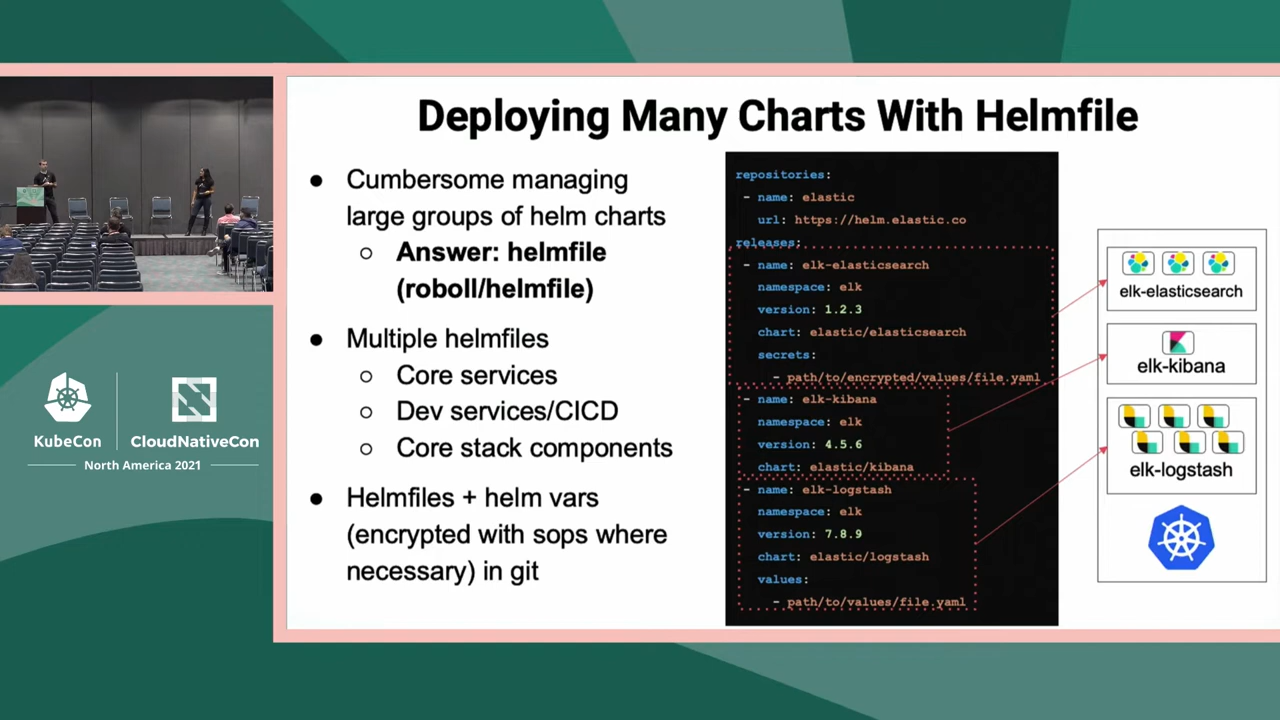 Deploying Many Charts With Helmfile
● Cumbersome managing
large groups of helm charts
○ Answer: helmfile
(roboll/helmfile)
● Multiple helmfiles
○ Core services
○ Dev services/CICD
○ Core stack components
● Helmfiles + helm vars
(encrypted with sops where
necessary) in git
repositories:
- name: elastic
url: https://helm.elastic.co
releases:
- name: elk-elasticsearch
namespace: elk
version: 1.2.3
chart: elastic/elasticsearch
secrets:
- path/to/encrypted/values/file.yaml
- name: elk-kibana
namespace: elk
version: 4.5.6
chart: elastic/kibana
- name: elk-logstash
namespace: elk
version: 7.8.9
chart: elastic/logstash
values:
- path/to/values/file.yaml
elk-elasticsearch
elk-kibana
elk-logstash
KubeCon
CloudNativeCon
North America 2021